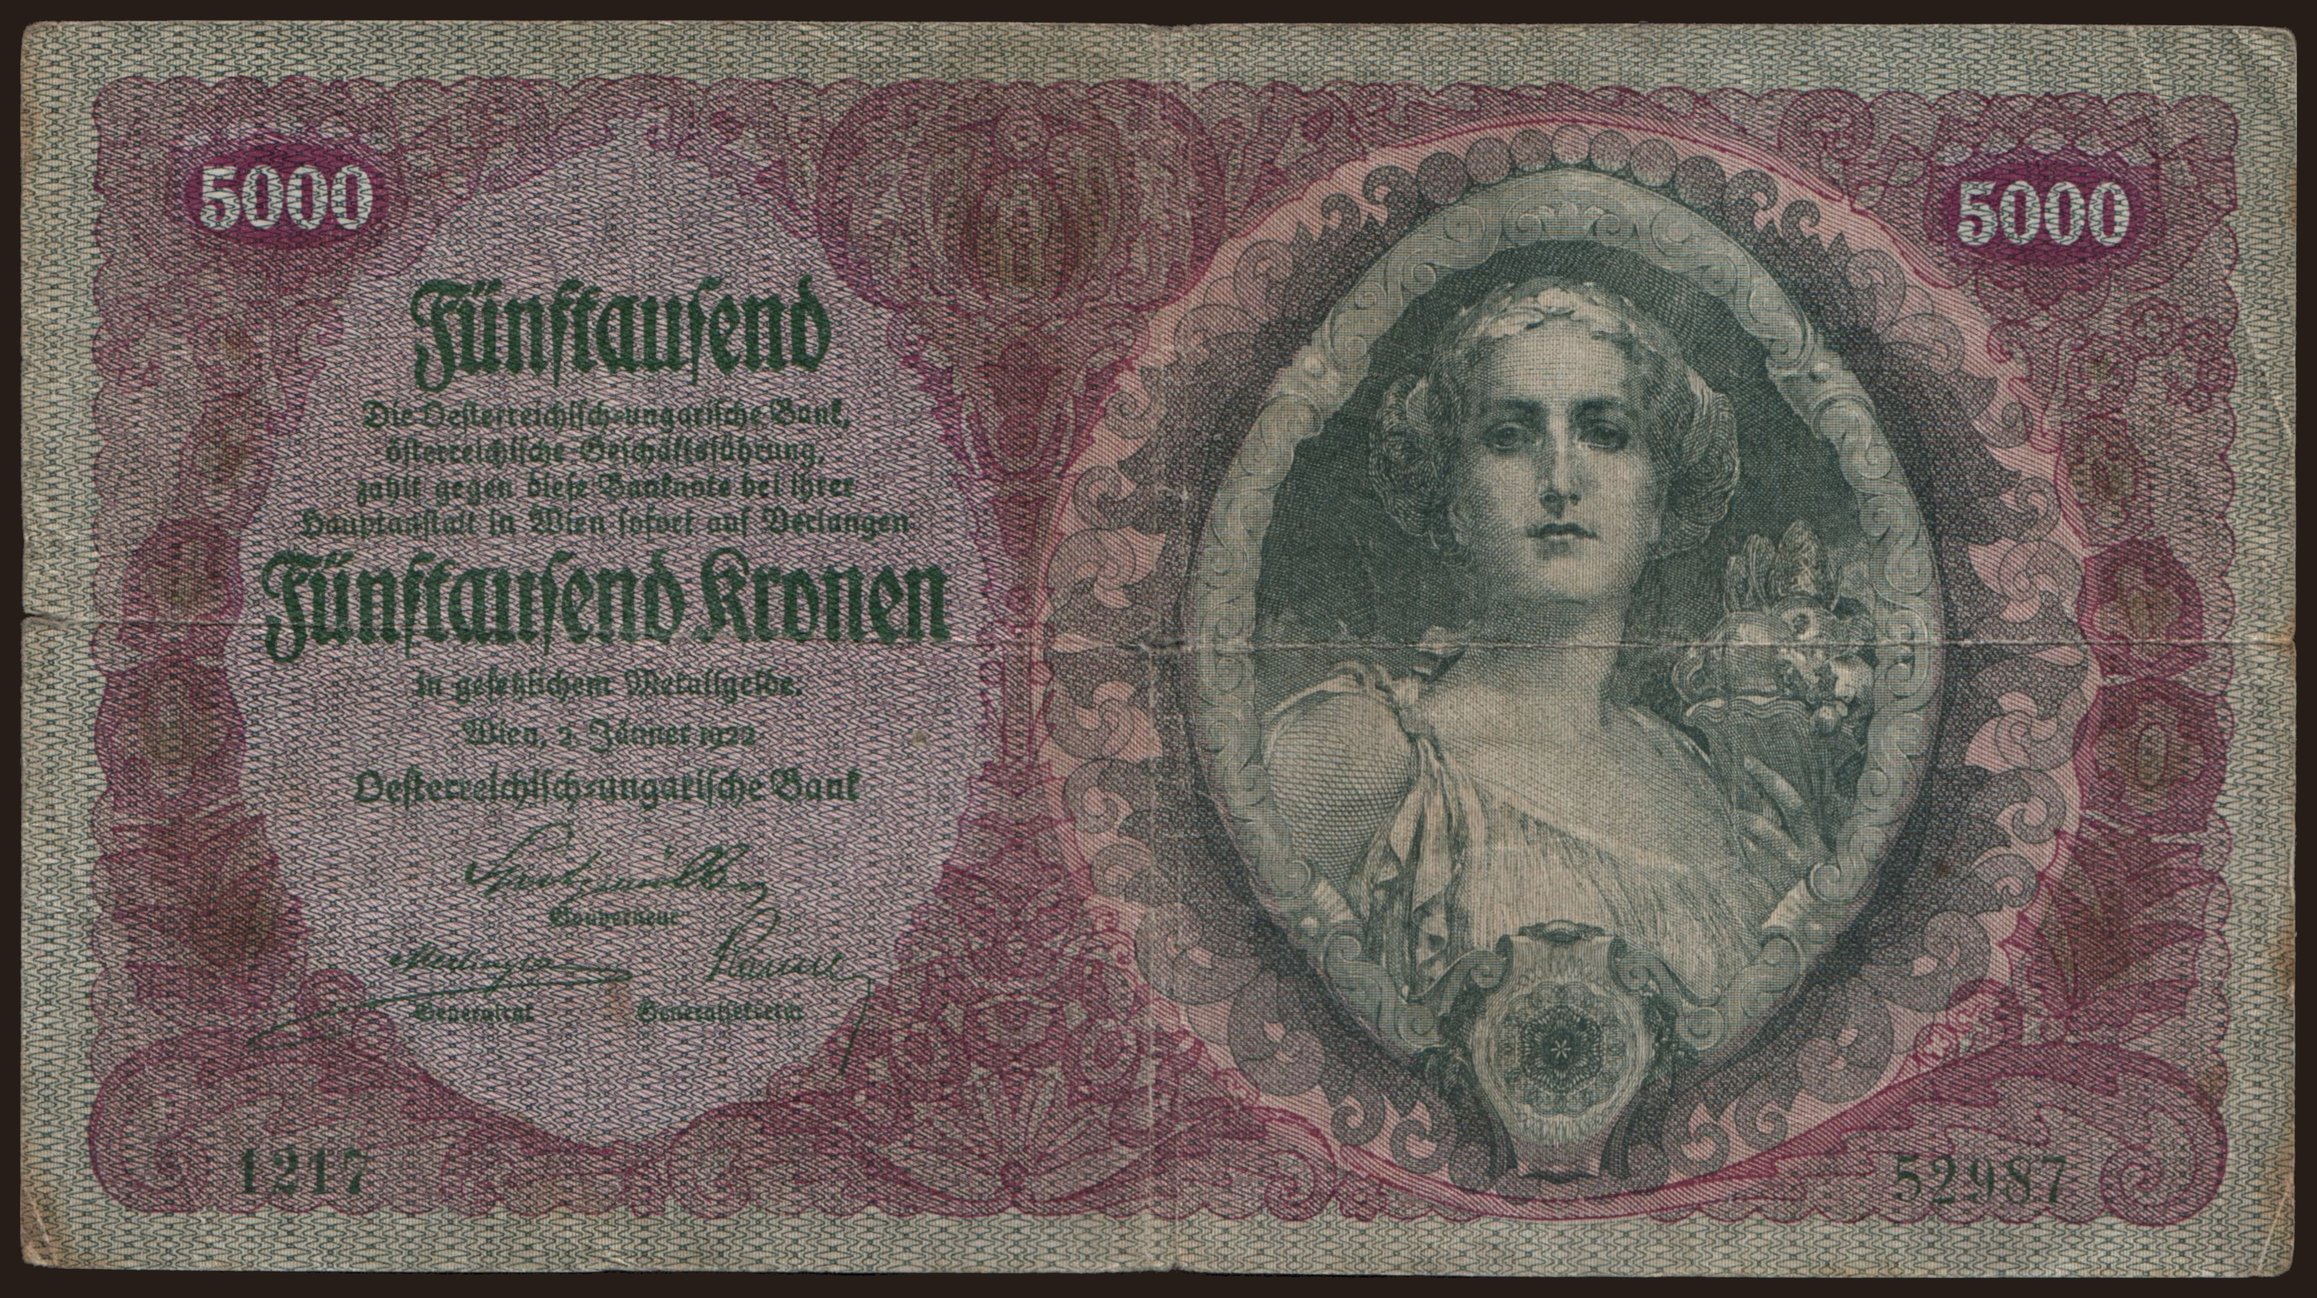 5000
5000
Fünftausend
Die Oesterreichisch-ungarische Bank,
österreichische Geschäftsführung,
zahlt gegen diese Banknote bei ihrer
Hauptanstalt in Wien sofort auf Verlangen
Fünftausend Kronen
in gesetzlichem Metallgelde.
Wien, 2. Jänner 1922
Oesterreichisch-ungarische Bank
Spitzmüller
Gouverneur
Generalrat Generalsekretär
1217
52987